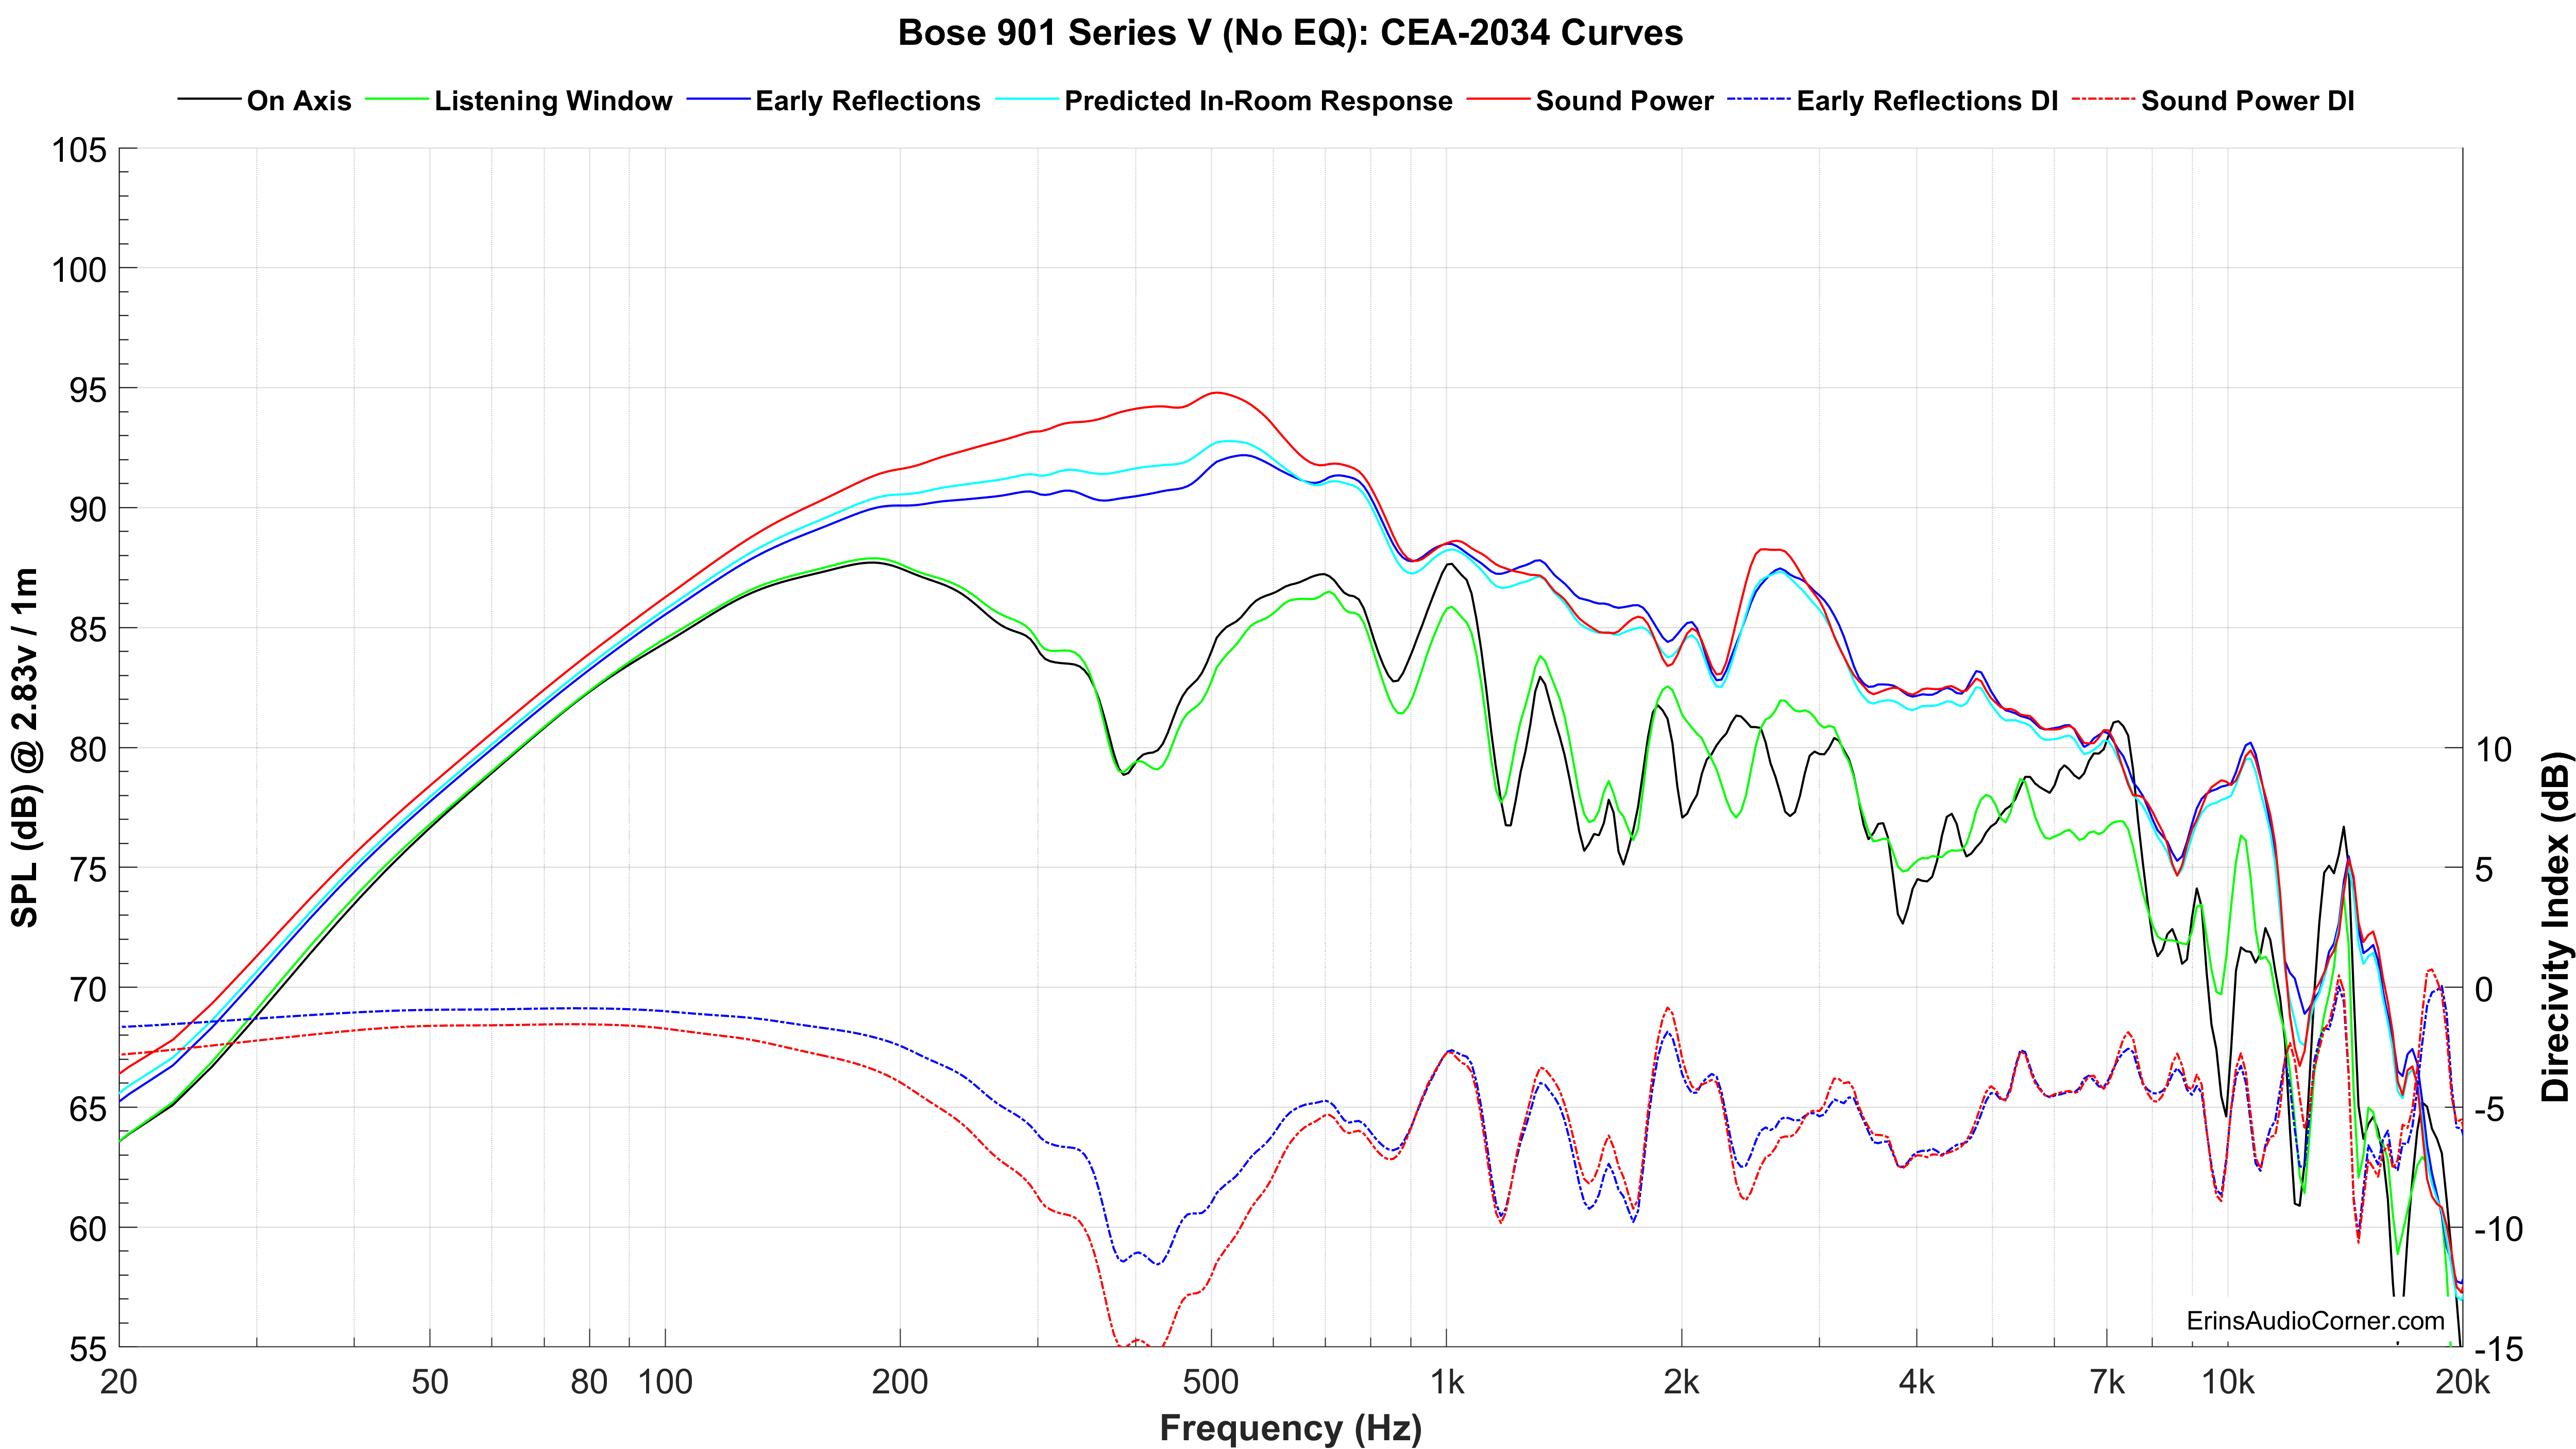 Bose 901 Series V (No EQ): CEA-2034 Curves
On Axis Listening Window Early Reflections Predicted In-Room Response Sound Power Early Reflections DI Sound Power DI
105
100
95
90
85
80
75
70
65
60
55
SPL (dB) @ 2.83v / 1m
10
5
0
-5
-10
-15
Direcivity Index (dB)
ErinsAudioCorner.com
20 50 80 100 200 500 1k 2k 4k 7k 10k 20k
Frequency (Hz)